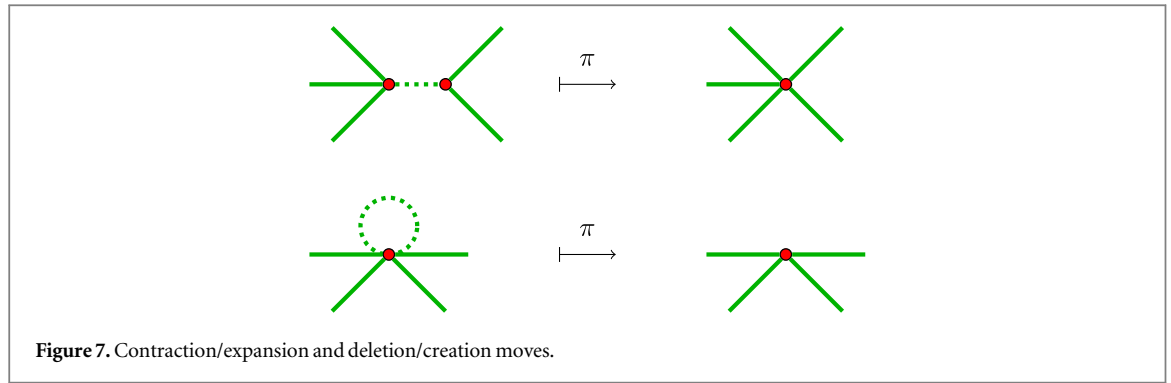 π
π
Figure 7. Contraction/expansion and deletion/creation moves.